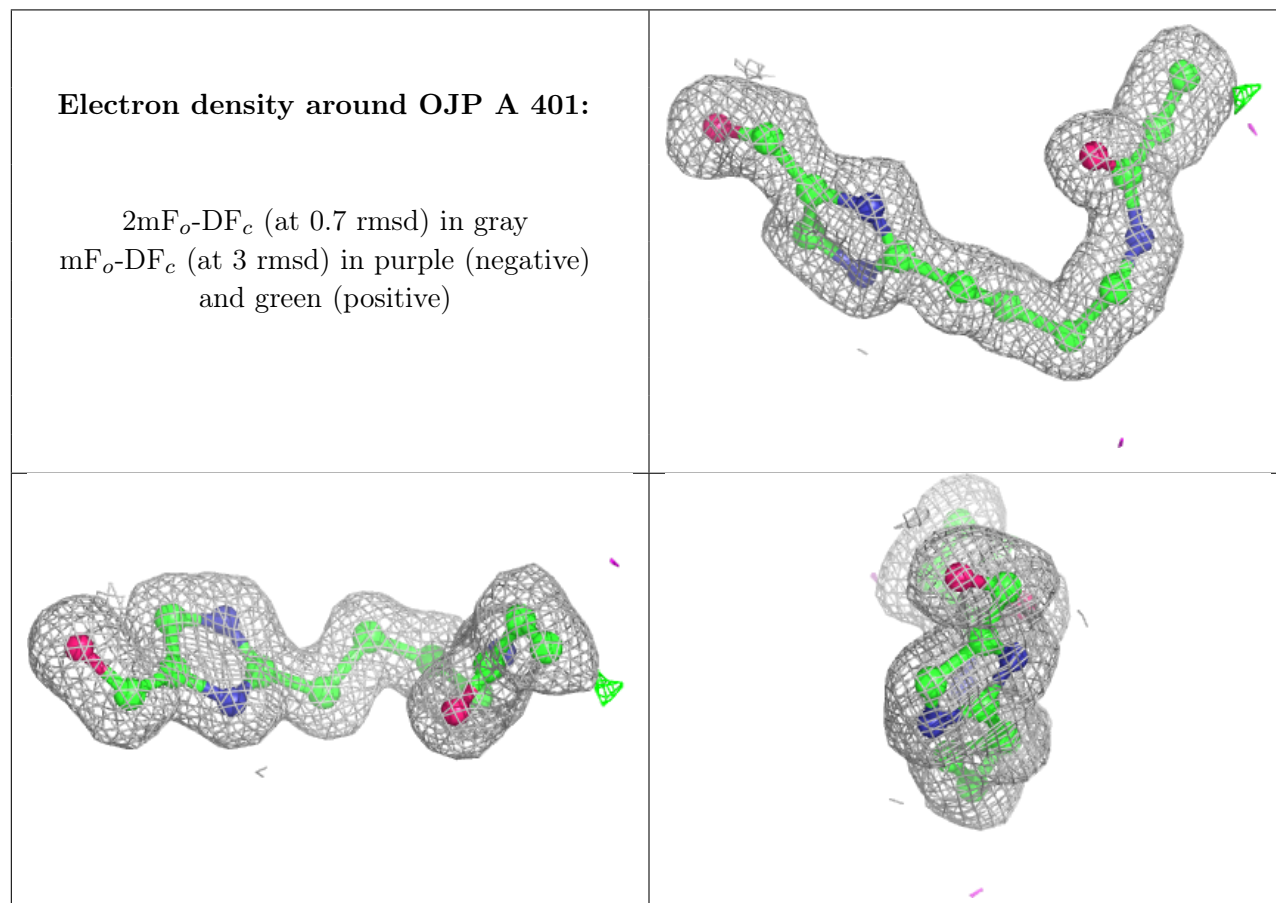 Electron density around OJP A 401:
2mFₒ-DF𝒸 (at 0.7 rmsd) in gray
mFₒ-DF𝒸 (at 3 rmsd) in purple (negative)
and green (positive)